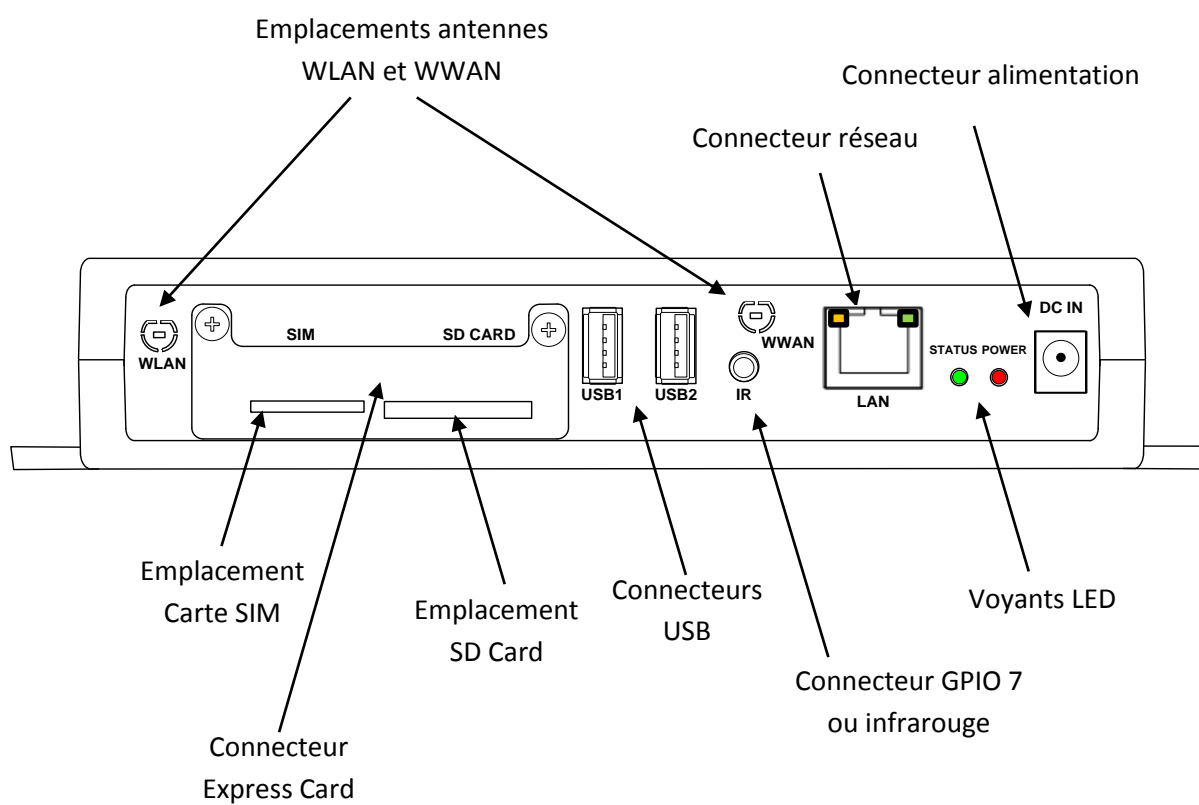 Emplacements antennes
WLAN et WWAN
Connecteur alimentation
Connecteur réseau
DC IN
SIM
SD CARD
WWAN
STATUS POWER
WLAN
USB1
USB2
IR
LAN
Emplacement
Carte SIM
Emplacement
SD Card
Connecteurs
USB
Voyants LED
Connecteur GPIO 7
ou infrarouge
Connecteur
Express Card